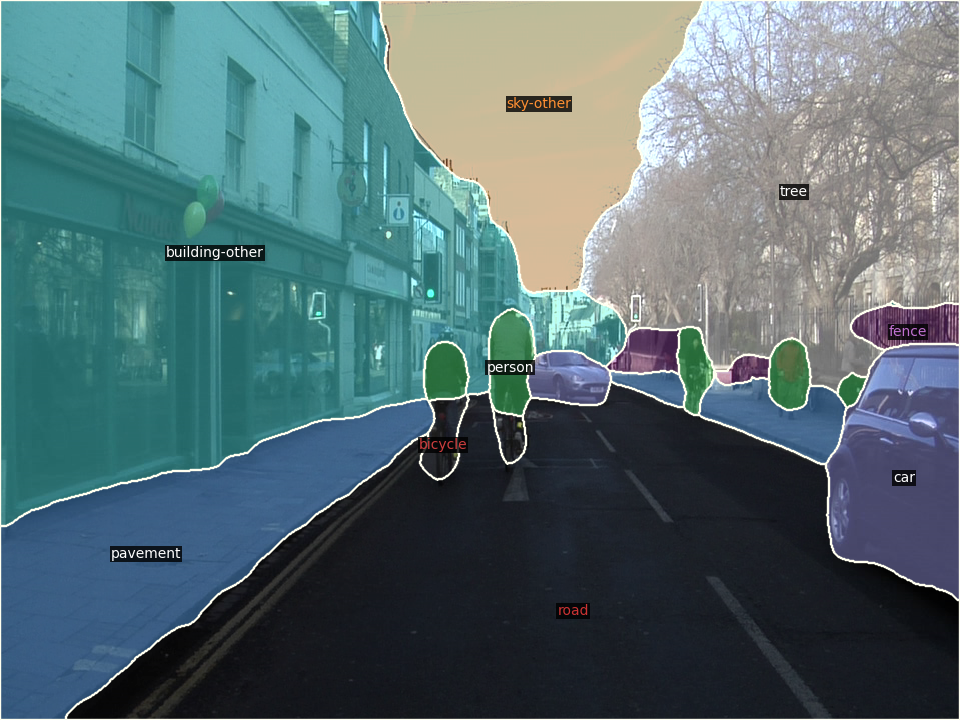 sky-other
tree
building-other
fence
person
bicycle
car
pavement
road